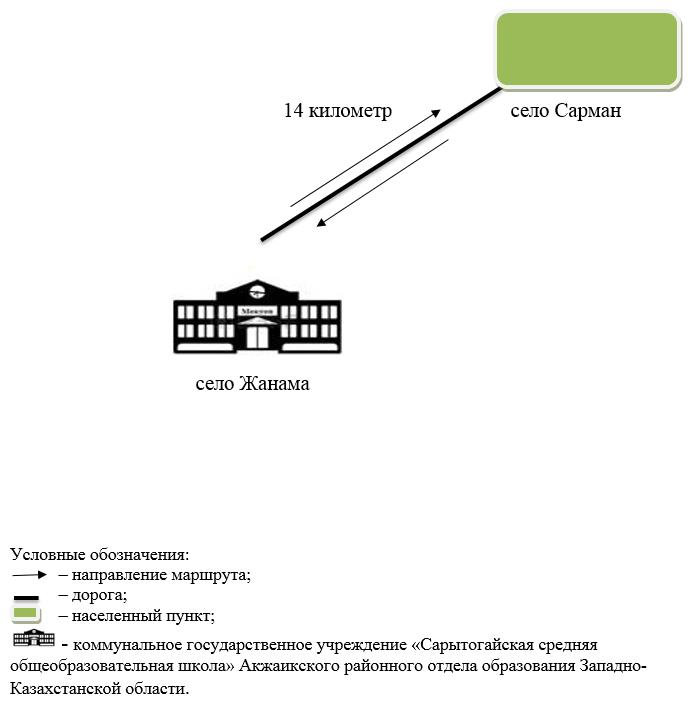 14 километр
село Сарман
Мектеп
село Жанама
Условные обозначения:
– направление маршрута;
– дорога;
– населенный пункт;
- коммунальное государственное учреждение «Сарытогайская средняя
общеобразовательная школа» Акжаикского районного отдела образования Западно-
Казахстанской области.